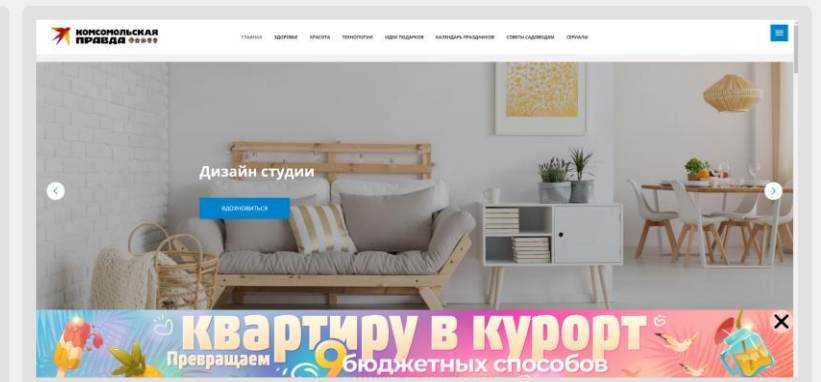 КОМСОМОЛЬСКАЯ
ПРАВДА
ГЛАВНАЯ ЗДОРОВЬЕ КРАСОТА ТЕХНОЛОГИИ ИДЕИ ПОДАРКОВ КАЛЕНДАРЬ ПРАЗДНИКОВ СОВЕТЫ САДОВОДАМ СЕРИАЛЫ
Дизайн студии
ВДОХНОВИТЬСЯ
КВАРТИРУ В КУРОРТ
Превращаем 9 бюджетных способов